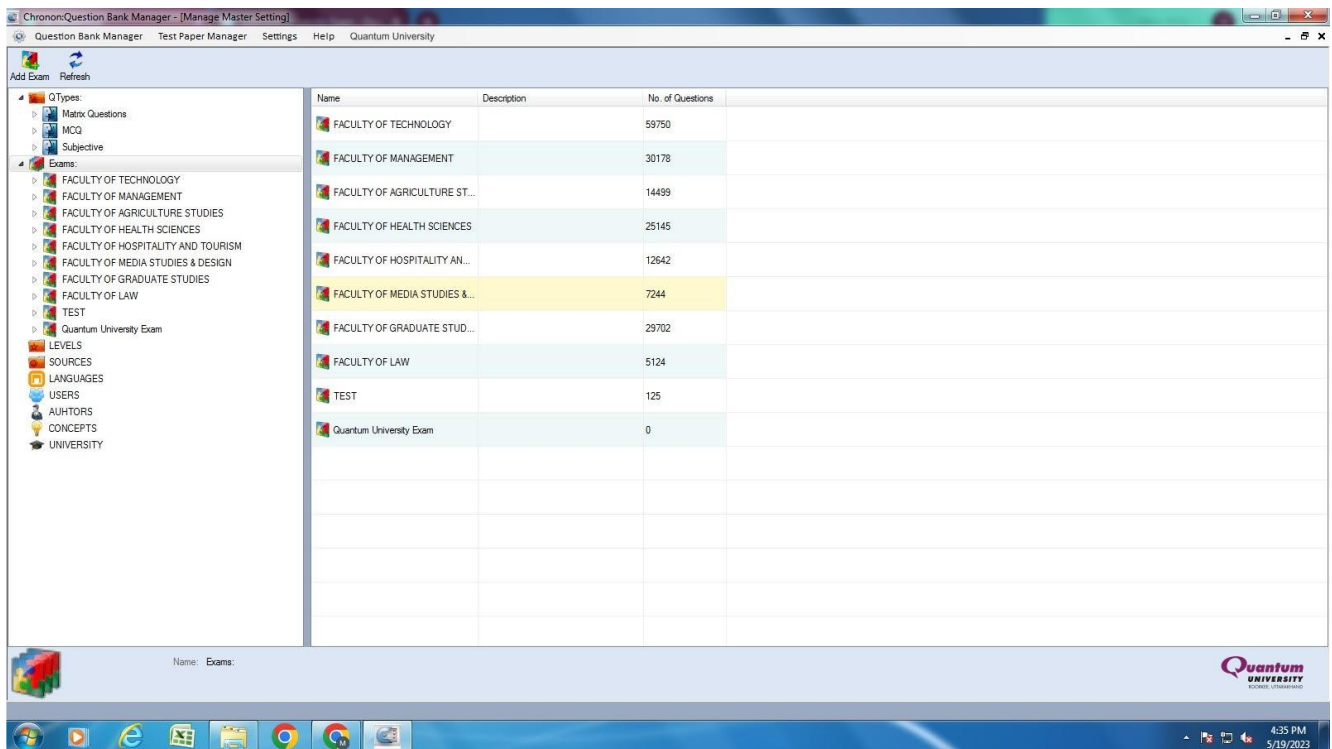 Chronon:Question Bank Manager - [Manage Master Setting]
Question Bank Manager Test Paper Manager Settings Help Quantum University
Add Exam Refresh
QTypes:
Matrix Questions
MCQ
Subjective
Exams:
FACULTY OF TECHNOLOGY
FACULTY OF MANAGEMENT
FACULTY OF AGRICULTURE STUDIES
FACULTY OF HEALTH SCIENCES
FACULTY OF HOSPITALITY AND TOURISM
FACULTY OF MEDIA STUDIES & DESIGN
FACULTY OF GRADUATE STUDIES
FACULTY OF LAW
TEST
Quantum University Exam
LEVELS
SOURCES
LANGUAGES
USERS
AUHTORS
CONCEPTS
UNIVERSITY
Name Description No. of Questions
FACULTY OF TECHNOLOGY 59750
FACULTY OF MANAGEMENT 30178
FACULTY OF AGRICULTURE ST... 14499
FACULTY OF HEALTH SCIENCES 25145
FACULTY OF HOSPITALITY AN... 12642
FACULTY OF MEDIA STUDIES &... 7244
FACULTY OF GRADUATE STUD... 29702
FACULTY OF LAW 5124
TEST 125
Quantum University Exam 0
Name: Exams:
Quantum
UNIVERSITY
ROORKEE, UTTARAKHAND
4:35 PM
5/19/2023